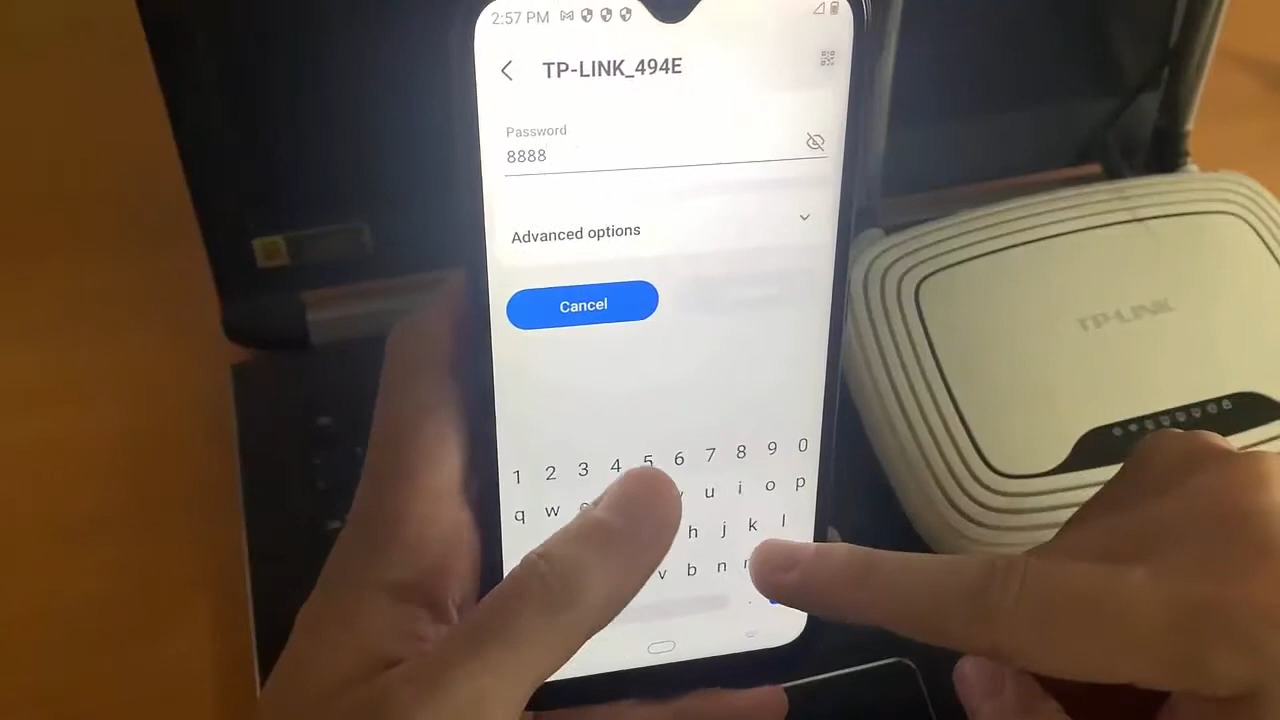 2:57 PM
TP-LINK_494E
Password
8888
Advanced options
Cancel
1 2 3 4 5 6 7 8 9 0
q w u i o p
h j k l
v b n
TP-LINK